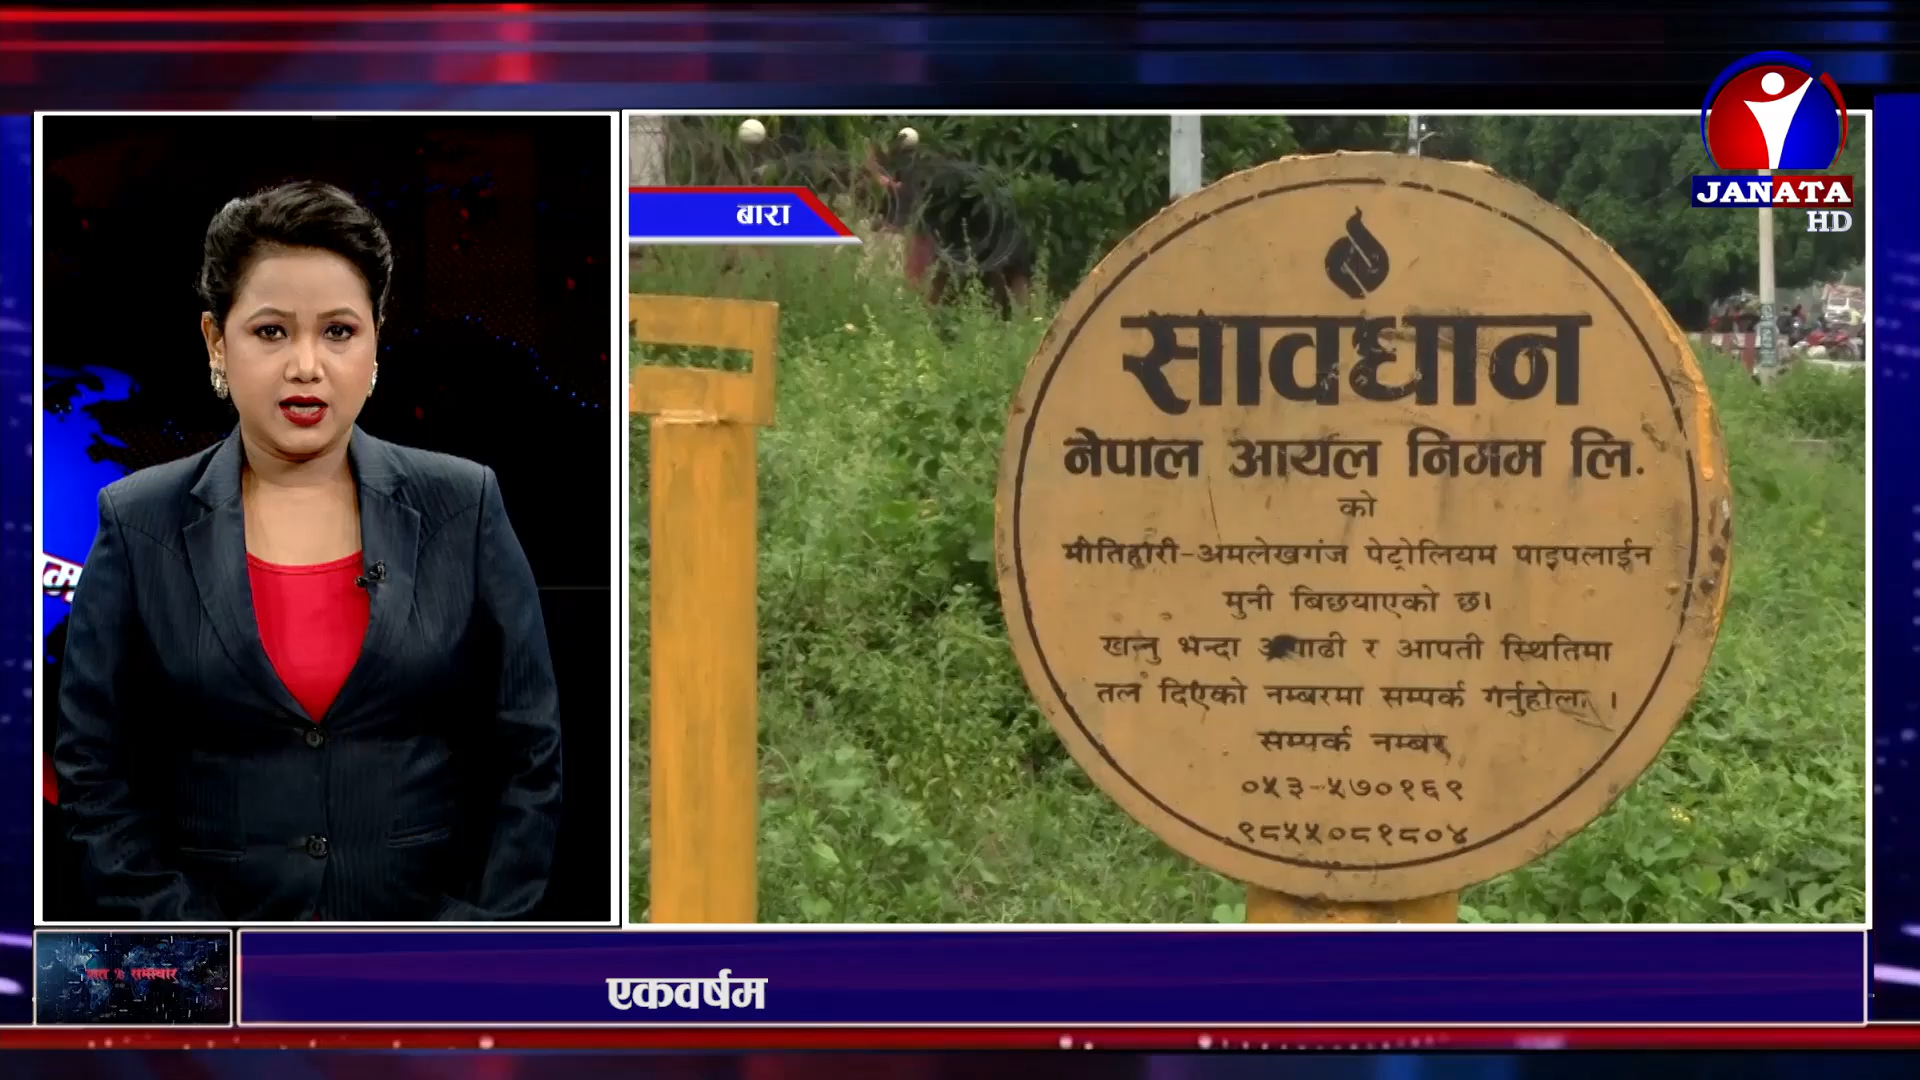 JANATA
HD
बारा
सावधान
नेपाल आयल निगम लि.
को
मोतिहारी-अमलेखगंज पेट्रोलियम पाइपलाईन
मुनी बिछयाएको छ।
खन्नु भन्दा अगाढी र आपती स्थितिमा
तल दिएको नम्बरमा सम्पर्क गर्नुहोला ।
सम्पर्क नम्बर
०५३-५७०१६९
९८५५०८१८०४
एकवर्षम